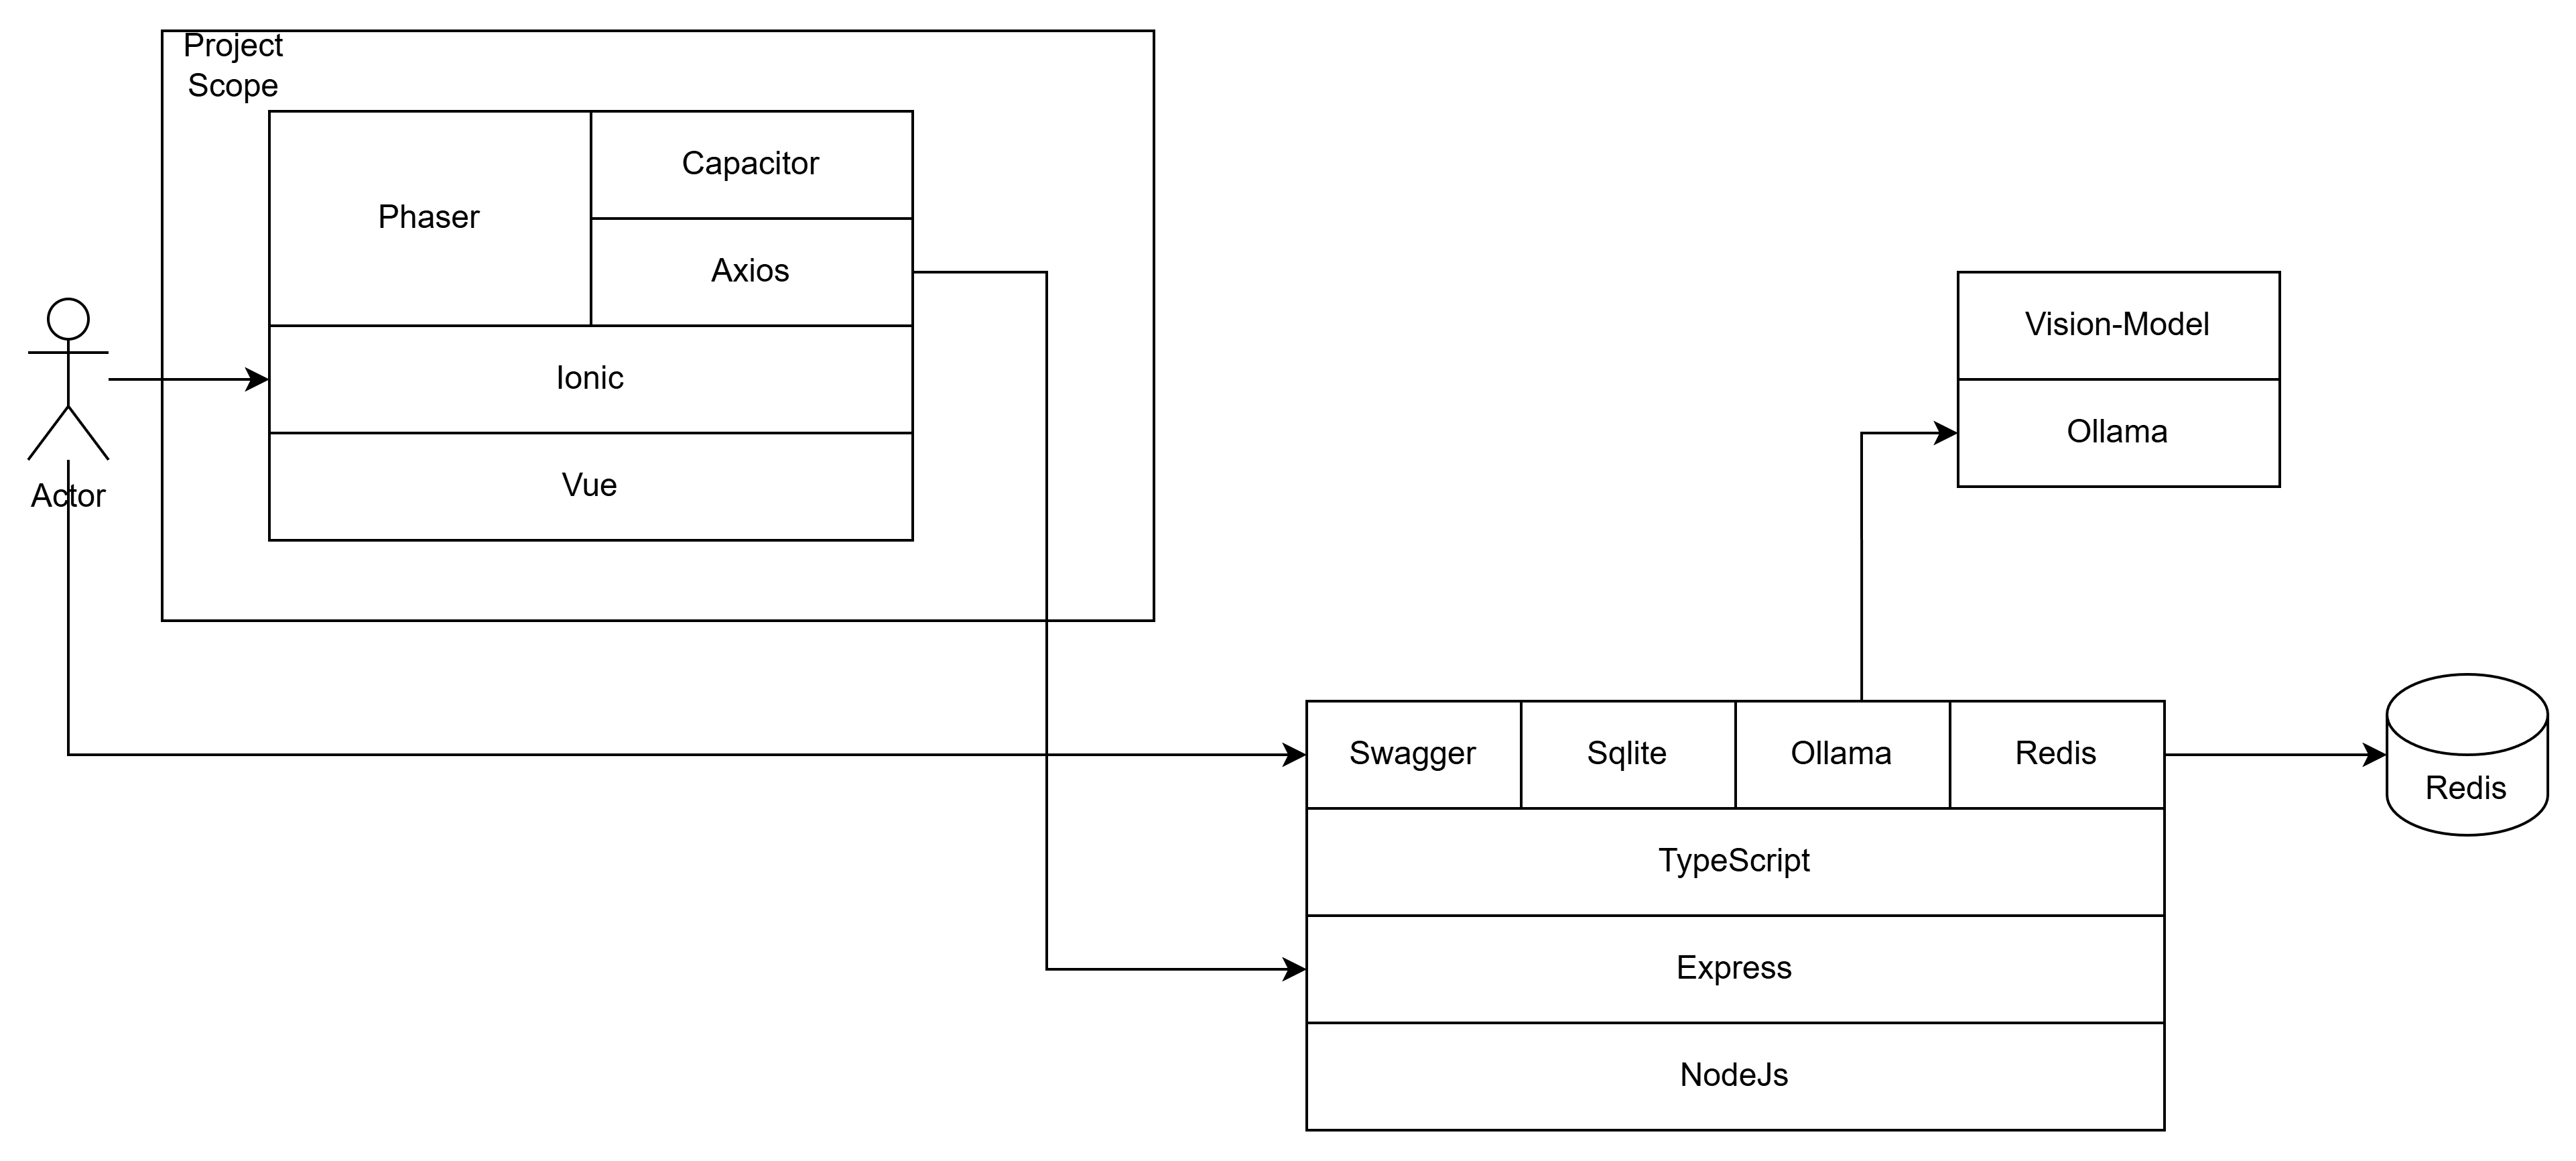 Project
Scope
Phaser
Capacitor
Axios
Ionic
Vue
Actor
Vision-Model
Ollama
Swagger
Sqlite
Ollama
Redis
TypeScript
Express
NodeJs
Redis